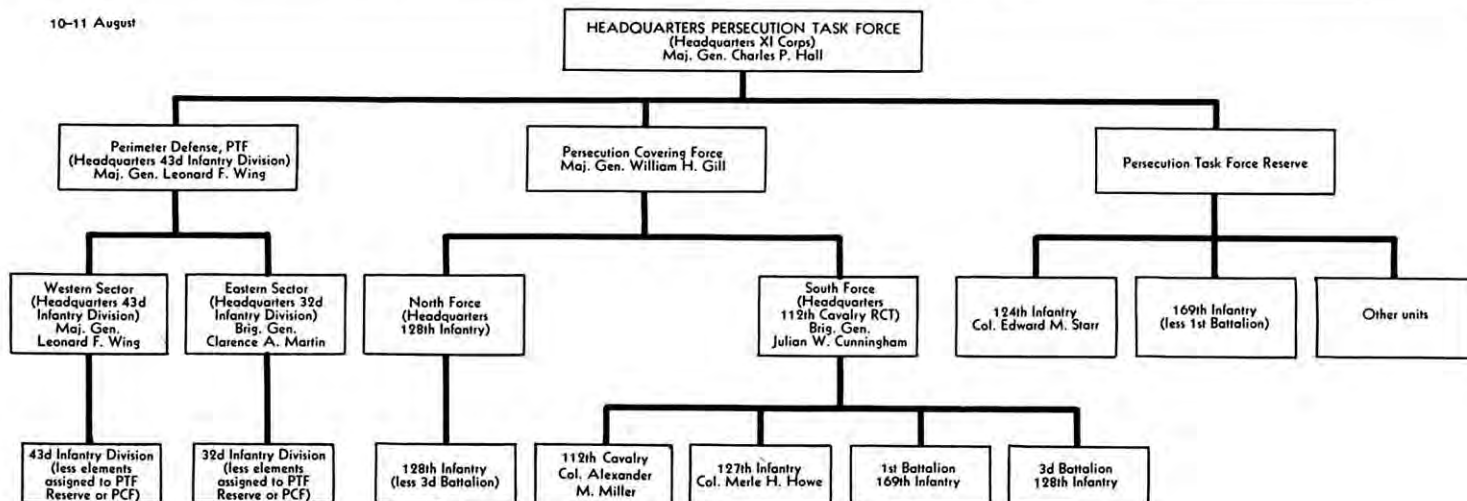 10–11 August
HEADQUARTERS PERSECUTION TASK FORCE
(Headquarters XI Corps)
Maj. Gen. Charles P. Hall
Perimeter Defense, PTF
(Headquarters 43d Infantry Division)
Maj. Gen. Leonard F. Wing
Persecution Covering Force
Maj. Gen. William H. Gill
Persecution Task Force Reserve
Western Sector
(Headquarters 43d
Infantry Division)
Maj. Gen.
Leonard F. Wing
Eastern Sector
(Headquarters 32d
Infantry Division)
Brig. Gen.
Clarence A. Martin
North Force
(Headquarters
128th Infantry)
South Force
(Headquarters
112th Cavalry RCT)
Brig. Gen.
Julian W. Cunningham
124th Infantry
Col. Edward M. Starr
169th Infantry
(less 1st Battalion)
Other units
43d Infantry Division
(less elements
assigned to PTF
Reserve or PCF)
32d Infantry Division
(less elements
assigned to PTF
Reserve or PCF)
128th Infantry
(less 3d Battalion)
112th Cavalry
Col. Alexander
M. Miller
127th Infantry
Col. Merle H. Howe
1st Battalion
169th Infantry
3d Battalion
128th Infantry